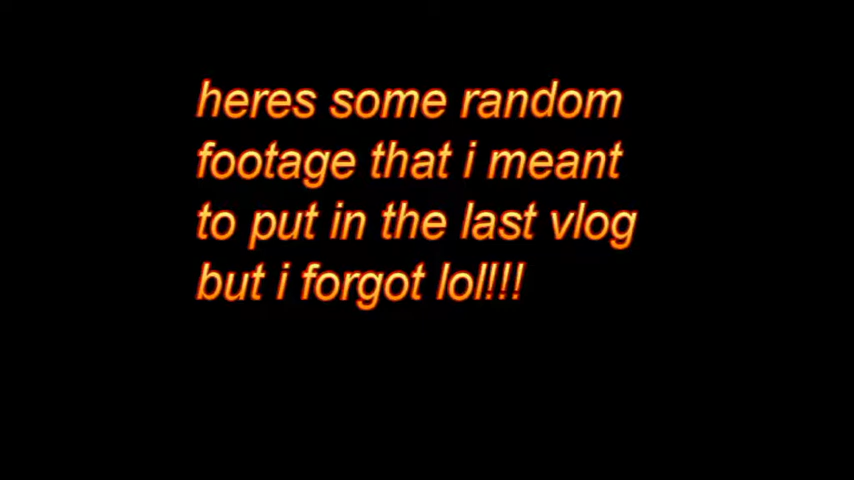 heres some random
footage that i meant
to put in the last vlog
but i forgot lol!!!